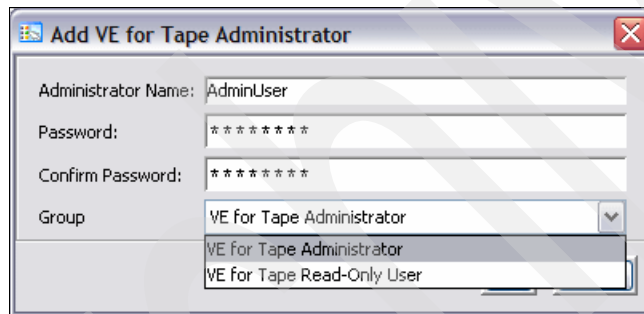 Add VE for Tape Administrator
Administrator Name: AdminUser
Password: ********
Confirm Password: ********
Group VE for Tape Administrator
VE for Tape Administrator
VE for Tape Read-Only User